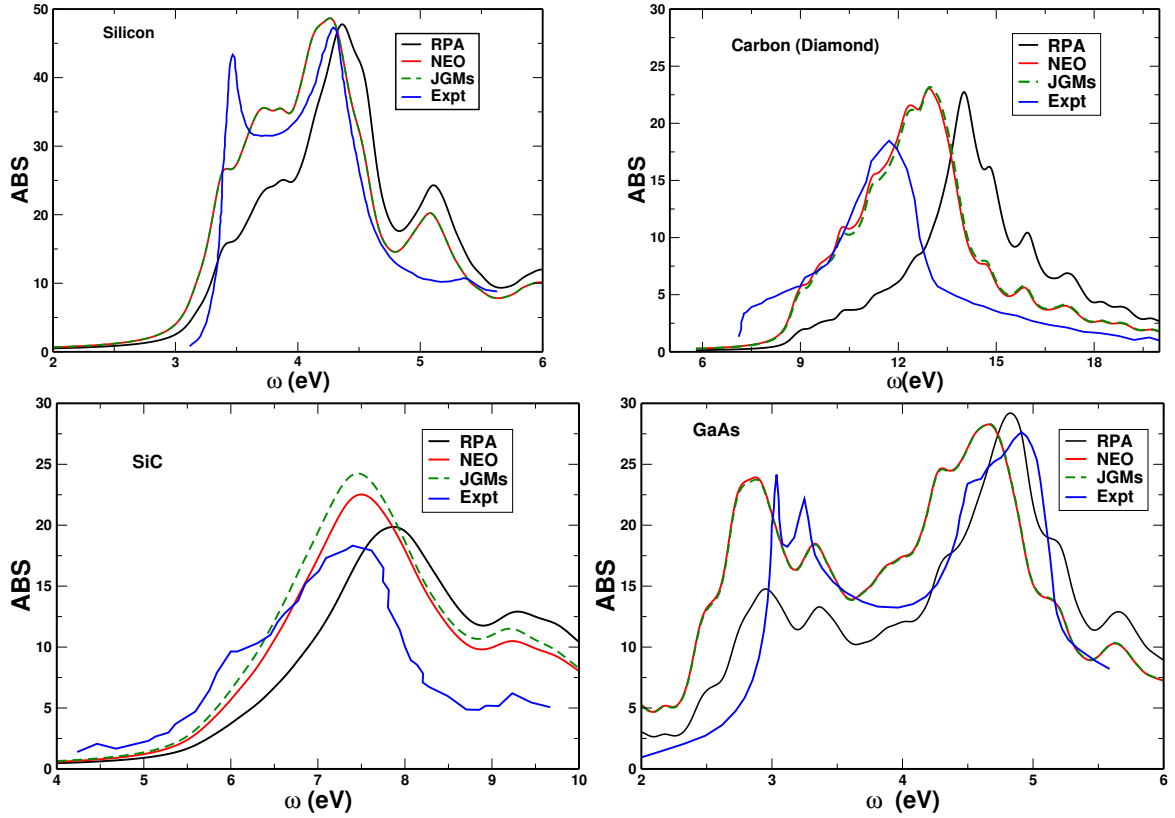 Silicon
RPA
NEO
JGMs
Expt
50
40
30
20
10
0
ABS
2
3
4
5
6
ω (eV)
Carbon (Diamond)
RPA
NEO
JGMs
Expt
30
25
20
15
10
5
0
ABS
6
9
12
15
18
ω(eV)
SiC
RPA
NEO
JGMs
Expt
30
25
20
15
10
5
0
ABS
4
5
6
7
8
9
10
ω (eV)
GaAs
RPA
NEO
JGMs
Expt
30
25
20
15
10
5
0
ABS
2
3
4
5
6
ω (eV)